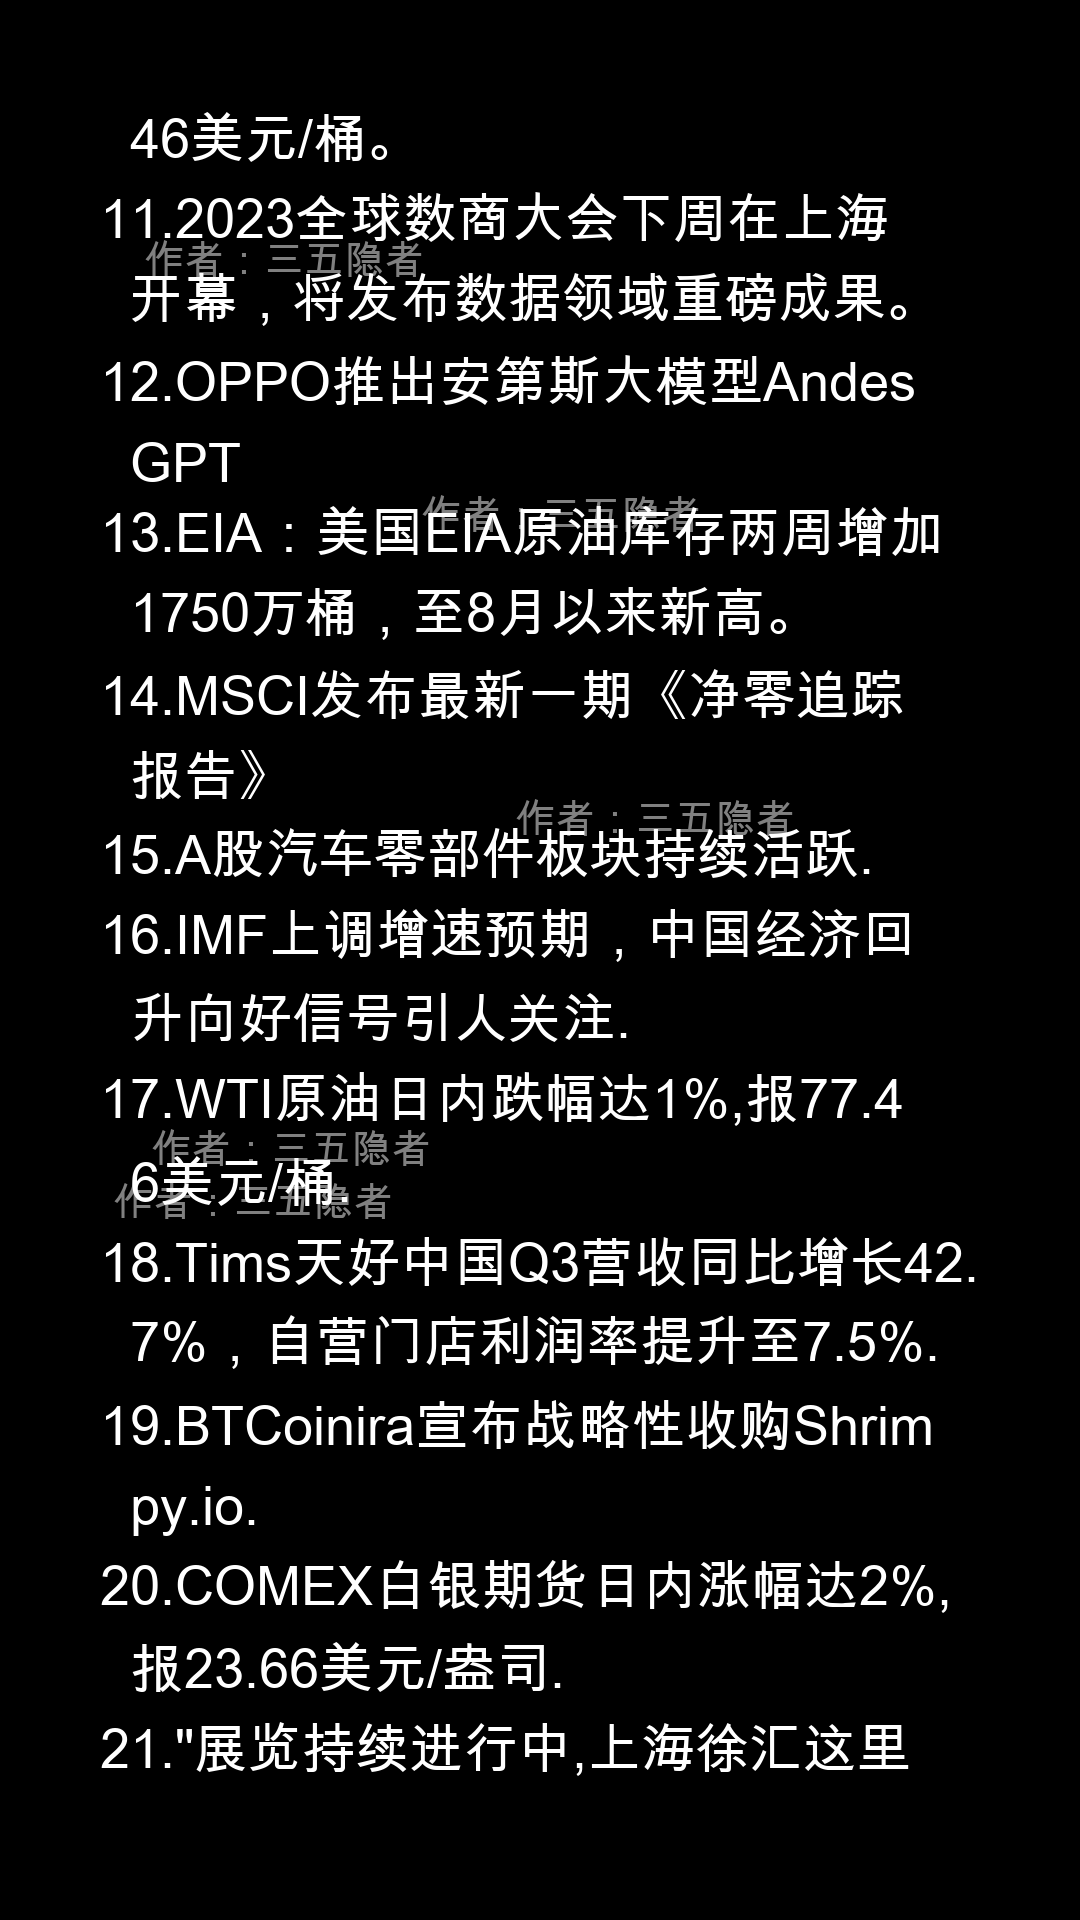 46美元/桶。
11.2023全球数商大会下周在上海
作者：三五隐者
开幕，将发布数据领域重磅成果。
12.OPPO推出安第斯大模型Andes
GPT
作者：三五隐者
13.EIA：美国EIA原油库存两周增加
1750万桶，至8月以来新高。
14.MSCI发布最新一期《净零追踪
报告》
作者：三五隐者
15.A股汽车零部件板块持续活跃.
16.IMF上调增速预期，中国经济回
升向好信号引人关注.
17.WTI原油日内跌幅达1%,报77.4
作者：三五隐者
6美元/桶.
作者：三五隐者
18.Tims天好中国Q3营收同比增长42.
7%，自营门店利润率提升至7.5%.
19.BTCoinira宣布战略性收购Shrim
py.io.
20.COMEX白银期货日内涨幅达2%,
报23.66美元/盎司.
21."展览持续进行中,上海徐汇这里